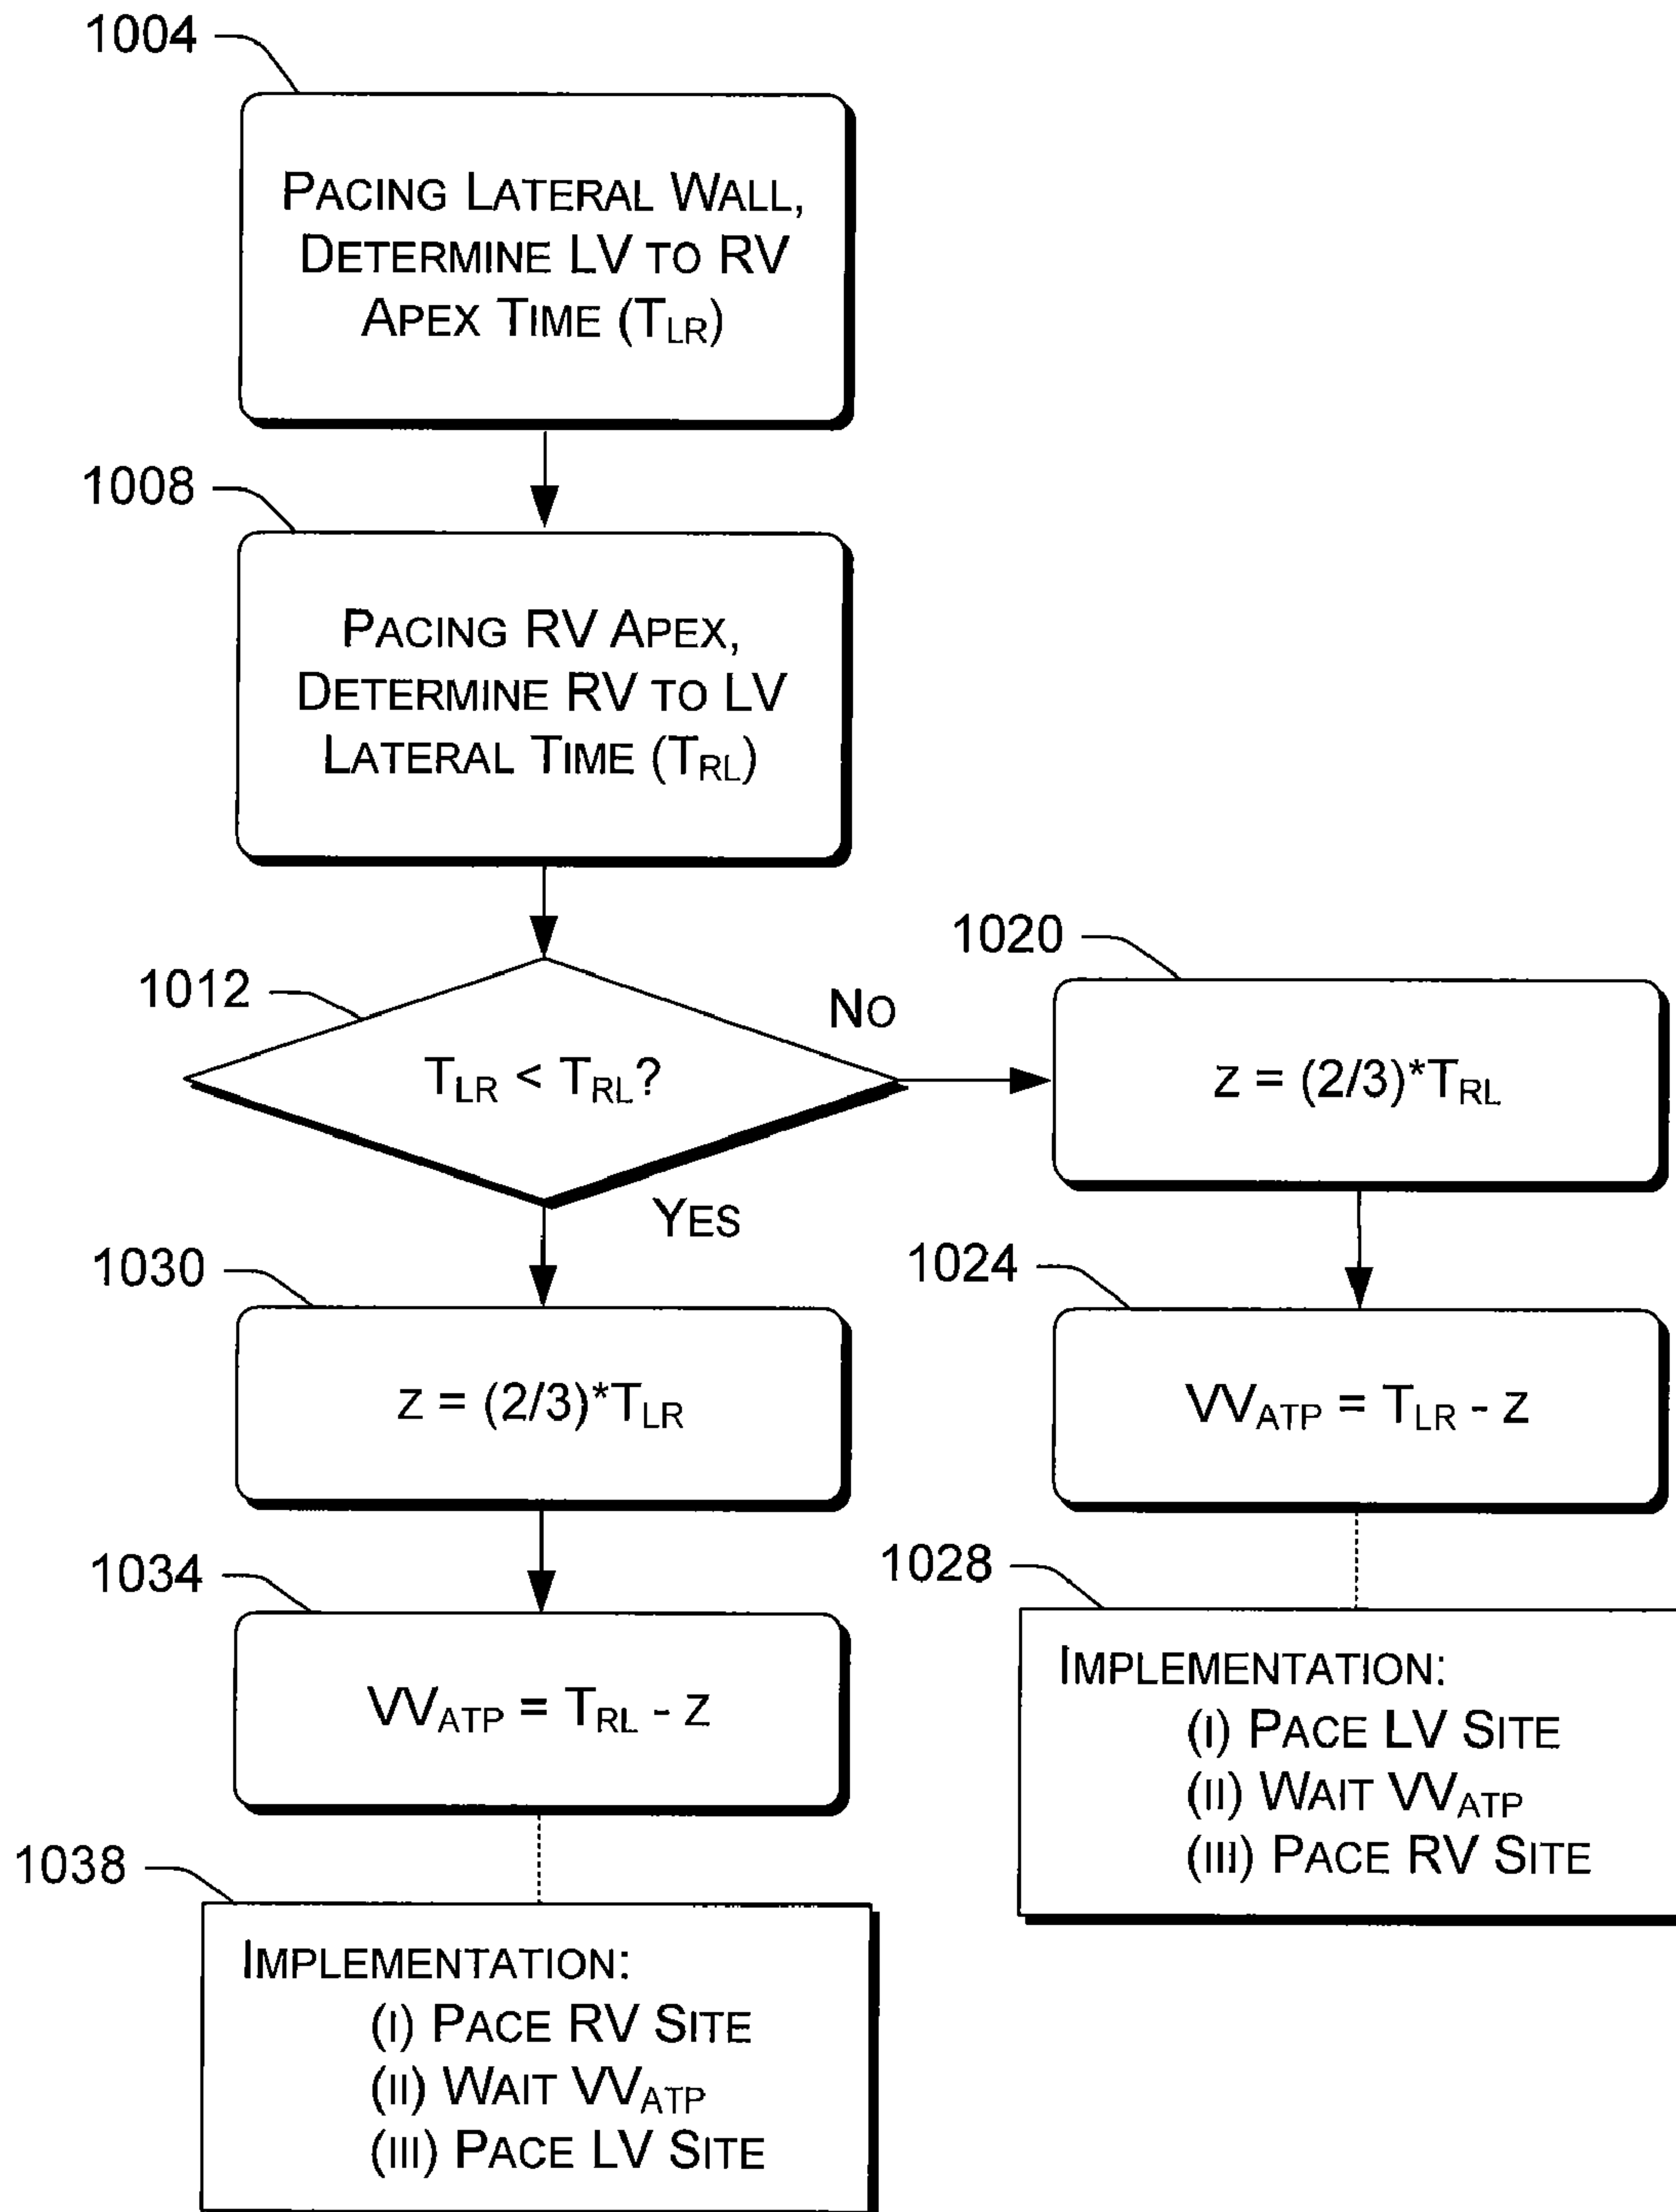 1004
PACING LATERAL WALL,
DETERMINE LV TO RV
APEX TIME (TLR)
1008
PACING RV APEX,
DETERMINE RV TO LV
LATERAL TIME (TRL)
1012
TLR < TRL?
NO
YES
1020
z = (2/3)*TRL
1024
VVATP = TLR - z
1028
IMPLEMENTATION:
(I) PACE LV SITE
(II) WAIT VVATP
(III) PACE RV SITE
1030
z = (2/3)*TLR
1034
VVATP = TRL - z
1038
IMPLEMENTATION:
(I) PACE RV SITE
(II) WAIT VVATP
(III) PACE LV SITE